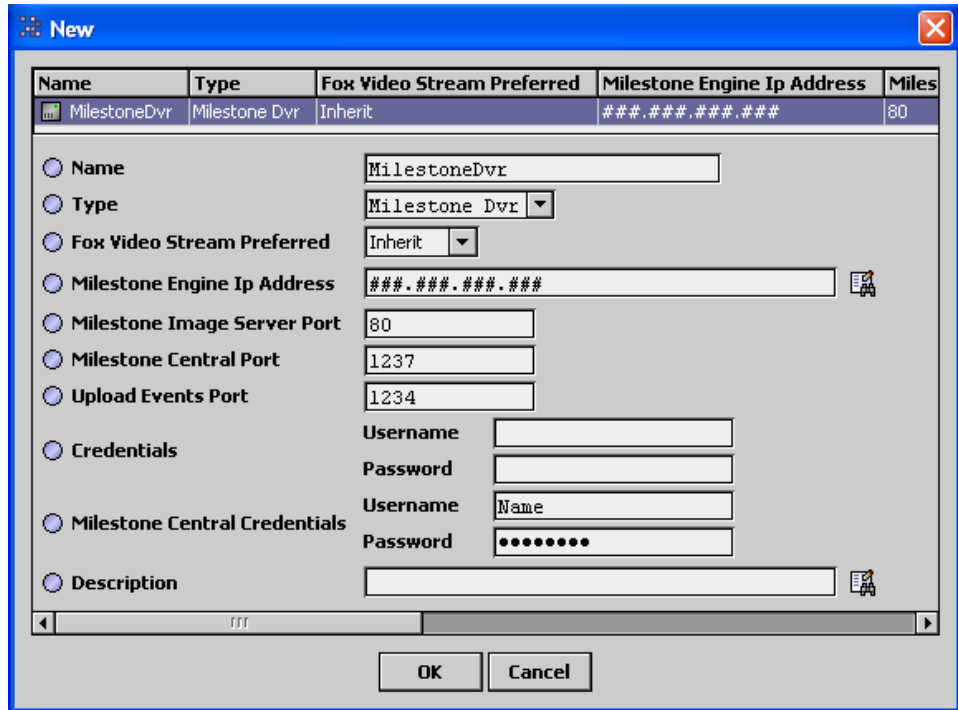 New
Name Type Fox Video Stream Preferred Milestone Engine Ip Address Miles
MilestoneDvr Milestone Dvr Inherit ###.###.###.### 80
Name MilestoneDvr
Type Milestone Dvr
Fox Video Stream Preferred Inherit
Milestone Engine Ip Address ###.###.###.###
Milestone Image Server Port 80
Milestone Central Port 1237
Upload Events Port 1234
Credentials Username
Password
Milestone Central Credentials Username Name
Password ••••••••
Description
OK Cancel